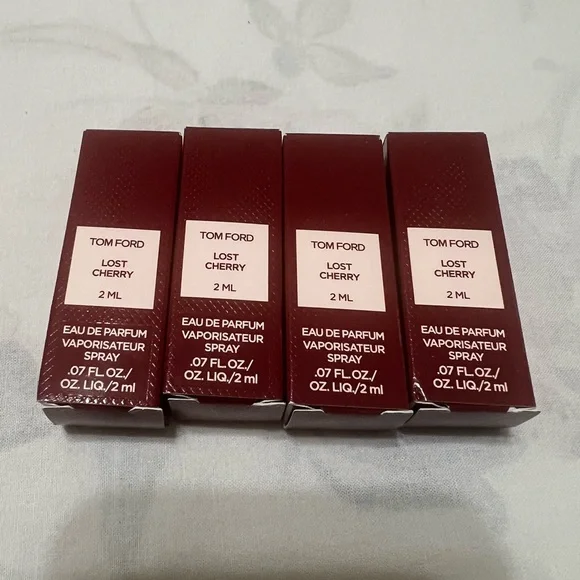 TOM FORD
LOST
CHERRY
2 ML
EAU DE PARFUM
VAPORISATEUR
SPRAY
.07 FL.OZ./
OZ. LIQ./2 ml
TOM FORD
LOST
CHERRY
2 ML
EAU DE PARFUM
VAPORISATEUR
SPRAY
.07 FL.OZ./
OZ. LIQ./2 ml
TOM FORD
LOST
CHERRY
2 ML
EAU DE PARFUM
VAPORISATEUR
SPRAY
.07 FL.OZ./
OZ. LIQ./2 ml
TOM FORD
LOST
CHERRY
2 ML
EAU DE PARFUM
VAPORISATEUR
SPRAY
.07 FL.OZ./
OZ. LIQ./2 ml